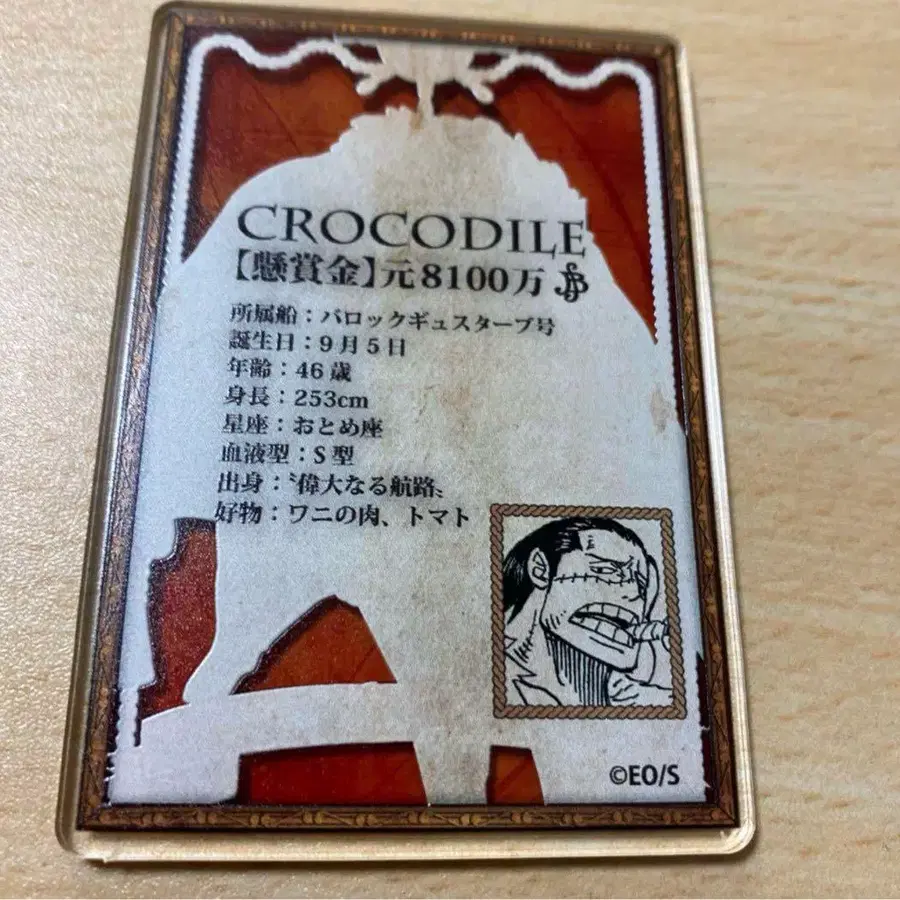 CROCODILE
【懸賞金】元8100万
所属船：バロックギュスターブ号
誕生日：9月5日
年齢：46歳
身長：253cm
星座：おとめ座
血液型：S型
出身：〝偉大なる航路〟
好物：ワニの肉、トマト
©EO/S